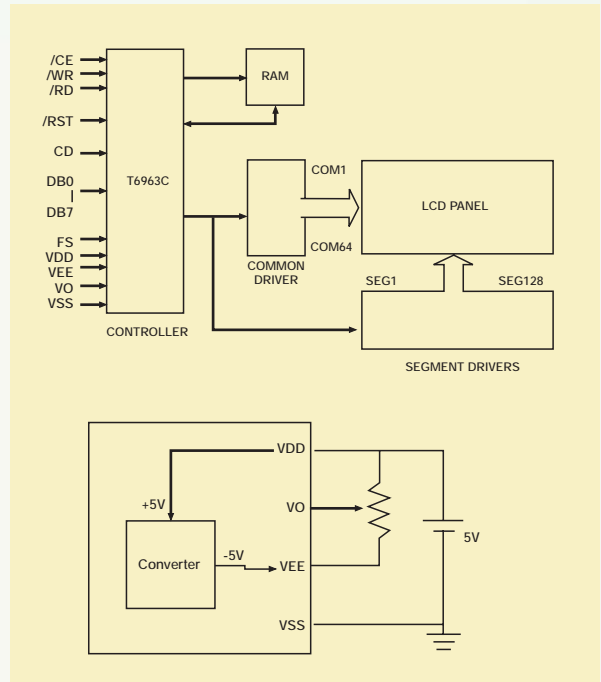 /CE
/WR
/RD
/RST
CD
DB0
|
DB7
FS
VDD
VEE
VO
VSS
T6963C
CONTROLLER
RAM
COM1
COM64
COMMON
DRIVER
LCD PANEL
SEG1
SEG128
SEGMENT DRIVERS
VDD
+5V
VO
Converter
-5V
VEE
5V
VSS